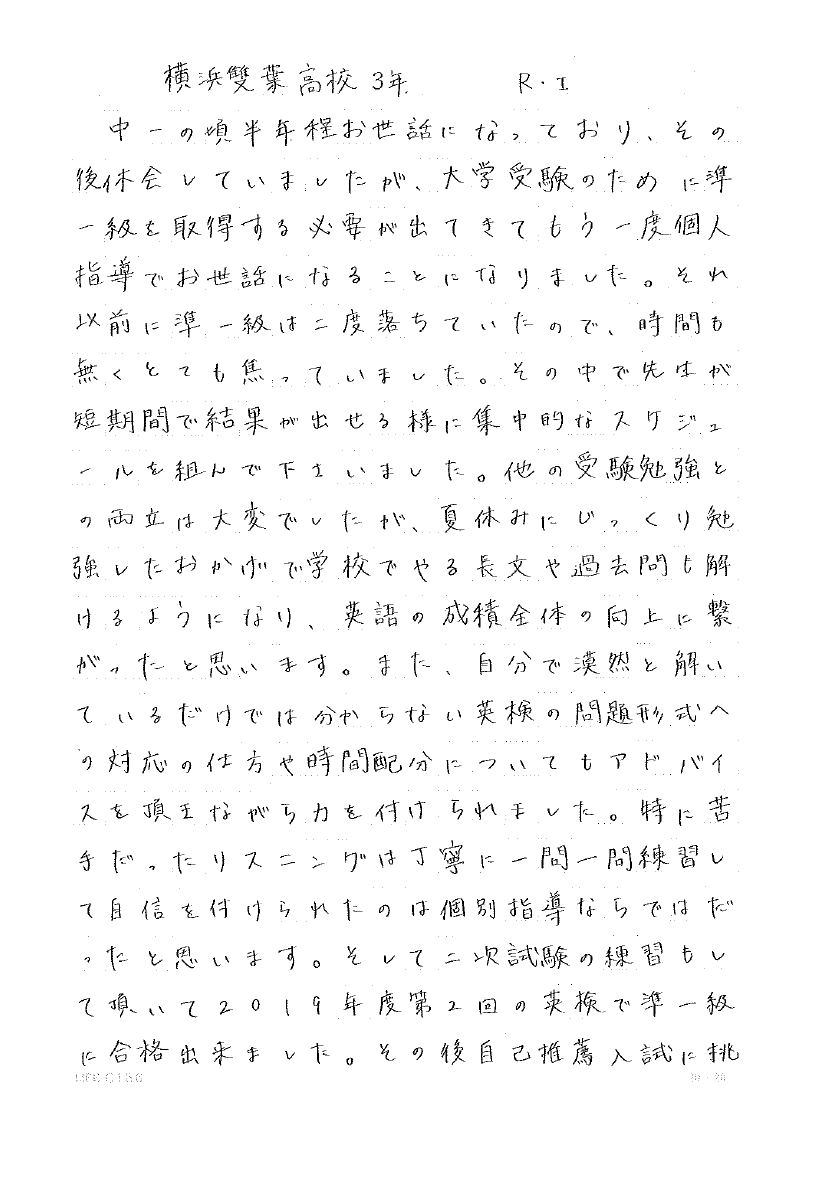 横浜雙葉高校3年 R・I
中一の頃半年程お世話になっており、その
後休会していましたが、大学受験のために準
一級を取得する必要が出てきてもう一度個人
指導でお世話になることになりました。それ
以前に準一級は二度落ちていたので、時間も
無くとても焦っていました。その中で先生が
短期間で結果が出せる様に集中的なスケジュ
ールを組んで下さいました。他の受験勉強と
の両立は大変でしたが、夏休みにじっくり勉
強したおかげで学校でやる長文や過去問も解
けるようになり、英語の成積全体の向上に繋
がったと思います。また、自分で漠然と解い
ているだけでは分からない英検の問題形式へ
の対応の仕方や時間配分についてもアドバイ
スを頂きながら力を付けられました。特に苦
手だったリスニングは丁寧に一問一問練習し
て自信を付けられたのは個別指導ならではだ
ったと思います。そして二次試験の練習もし
て頂いて2019年度第2回の英検で準一級
に合格出来ました。その後自己推薦入試に挑
LIFE C136